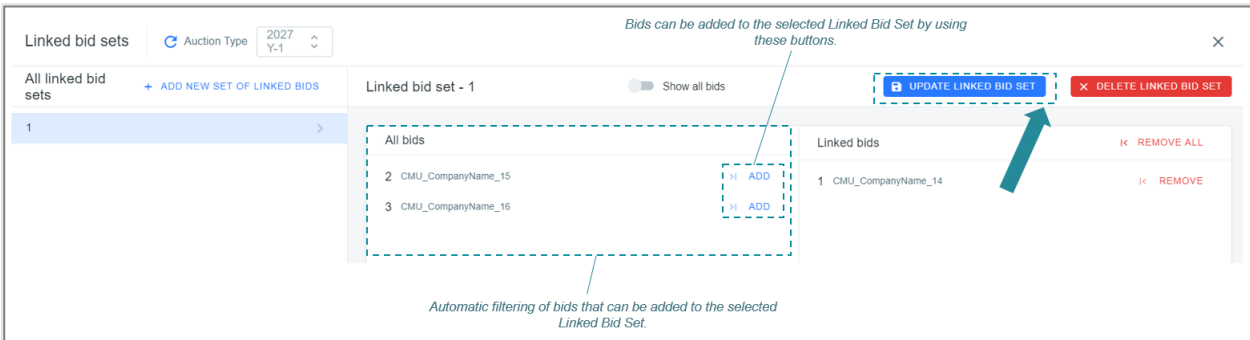 Bids can be added to the selected Linked Bid Set by using
these buttons.
Linked bid sets
Auction Type
2027
Y-1
All linked bid
sets
+ ADD NEW SET OF LINKED BIDS
Linked bid set - 1
Show all bids
UPDATE LINKED BID SET
DELETE LINKED BID SET
1
All bids
2 CMU_CompanyName_15
ADD
3 CMU_CompanyName_16
ADD
Linked bids
REMOVE ALL
1 CMU_CompanyName_14
REMOVE
Automatic filtering of bids that can be added to the selected
Linked Bid Set.